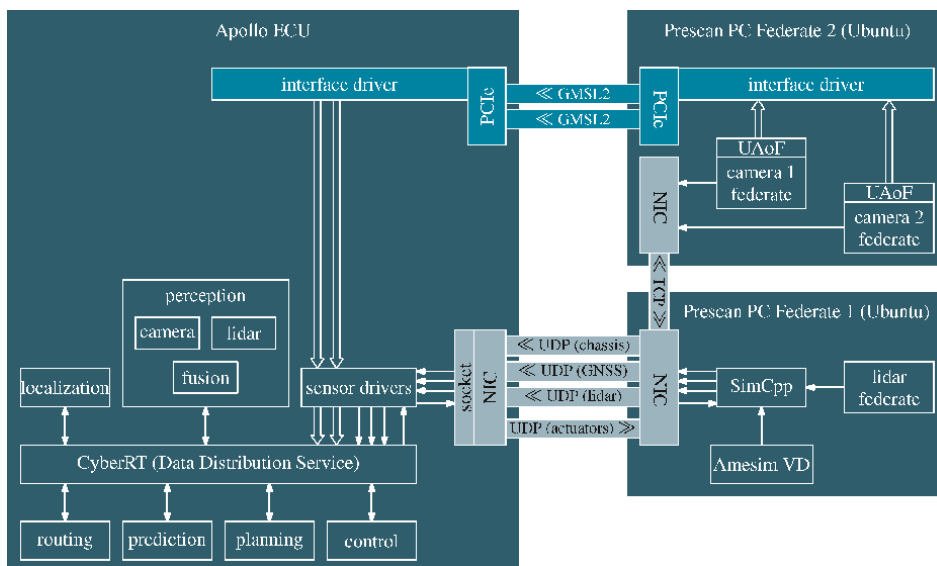 Apollo ECU
interface driver
PCIe
≪ GMSL2
≪ GMSL2
Prescan PC Federate 2 (Ubuntu)
PCIe
interface driver
UAoF
camera 1
federate
UAoF
camera 2
federate
NIC
≪ TCP ≫
perception
camera
lidar
fusion
localization
sensor drivers
socket
NIC
≪ UDP (chassis)
≪ UDP (GNSS)
≪ UDP (lidar)
UDP (actuators) ≫
Prescan PC Federate 1 (Ubuntu)
NIC
SimCpp
lidar
federate
Amesim VD
CyberRT (Data Distribution Service)
routing
prediction
planning
control